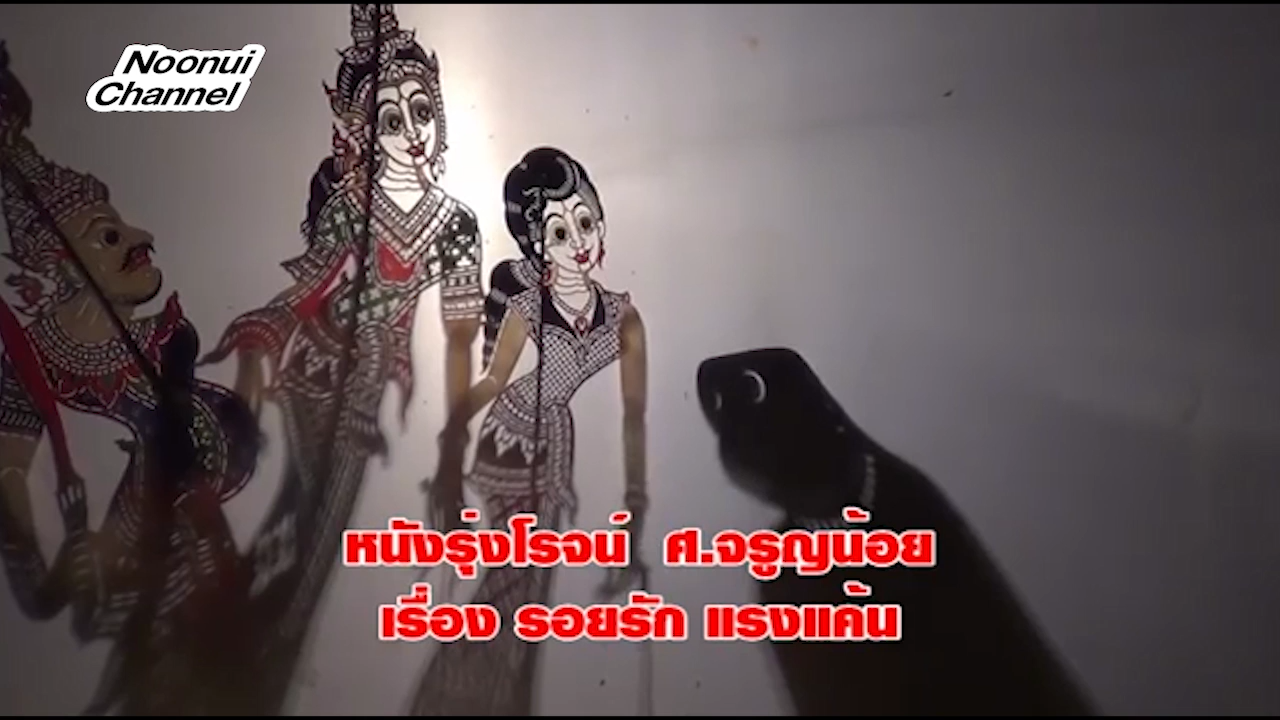 Noonui
Channel
หนังรุ่งโรจน์ ศ.จรูญน้อย
เรื่อง รอยรัก แรงแค้น